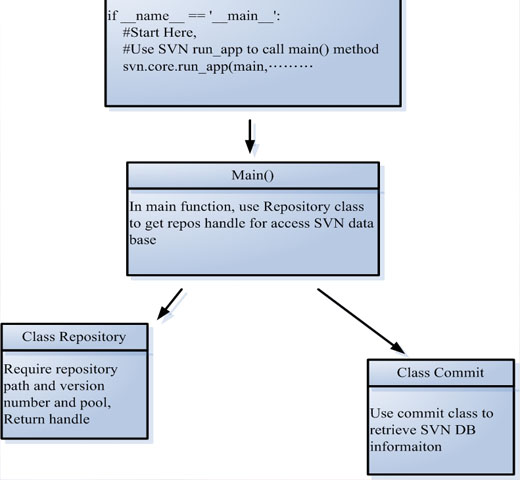 if __name__ == '__main__':
#Start Here,
#Use SVN run_app to call main() method
svn.core.run_app(main,………
Main()
In main function, use Repository class
to get repos handle for access SVN data
base
Class Repository
Require repository
path and version
number and pool,
Return handle
Class Commit
Use commit class to
retrieve SVN DB
informaiton